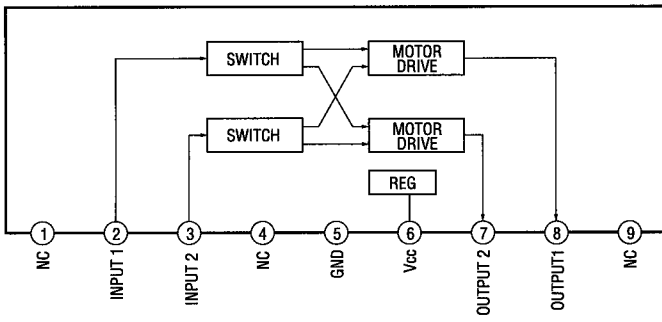 SWITCH
MOTOR
DRIVE
SWITCH
MOTOR
DRIVE
REG
1
2
3
4
5
6
7
8
9
NC
INPUT 1
INPUT 2
NC
GND
Vcc
OUTPUT 2
OUTPUT1
NC